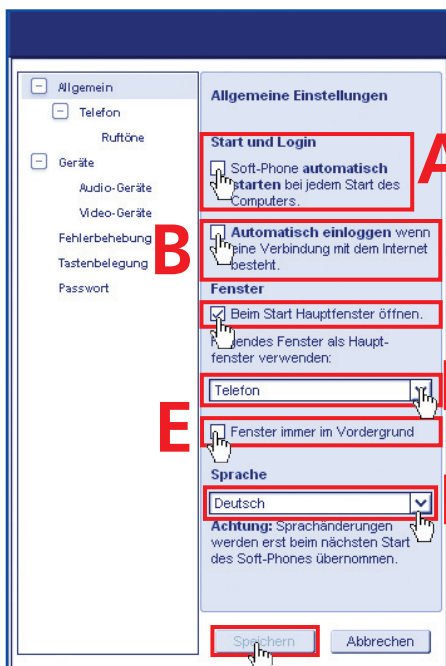 Allgemein
Telefon
Ruftöne
Geräte
Audio-Geräte
Video-Geräte
Fehlerbehebung
Tastenbelegung
Passwort
Allgemeine Einstellungen
Start und Login
A
Soft-Phone automatisch
starten bei jedem Start des
Computers.
B
Automatisch einloggen wenn
eine Verbindung mit dem Internet
besteht.
Fenster
Beim Start Hauptfenster öffnen.
Folgendes Fenster als Haupt-
fenster verwenden:
Telefon
E
Fenster immer im Vordergrund
Sprache
Deutsch
Achtung: Sprachänderungen
werden erst beim nächsten Start
des Soft-Phones übernommen.
Speichern
Abbrechen